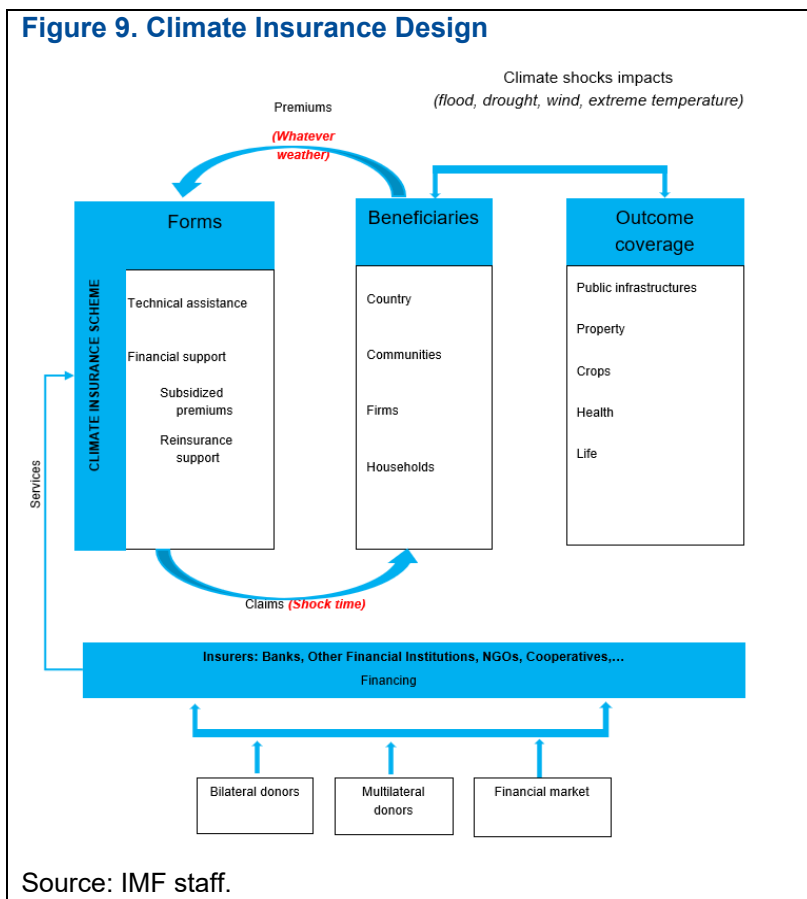 Figure 9. Climate Insurance Design
Climate shocks impacts
(flood, drought, wind, extreme temperature)
Premiums
(Whatever
weather)
Forms
Beneficiaries
Outcome
coverage
CLIMATE INSURANCE SCHEME
Technical assistance
Financial support
Subsidized
premiums
Reinsurance
support
Country
Communities
Firms
Households
Public infrastructures
Property
Crops
Health
Life
Services
Claims (Shock time)
Insurers: Banks, Other Financial Institutions, NGOs, Cooperatives,...
Financing
Bilateral donors
Multilateral
donors
Financial market
Source: IMF staff.